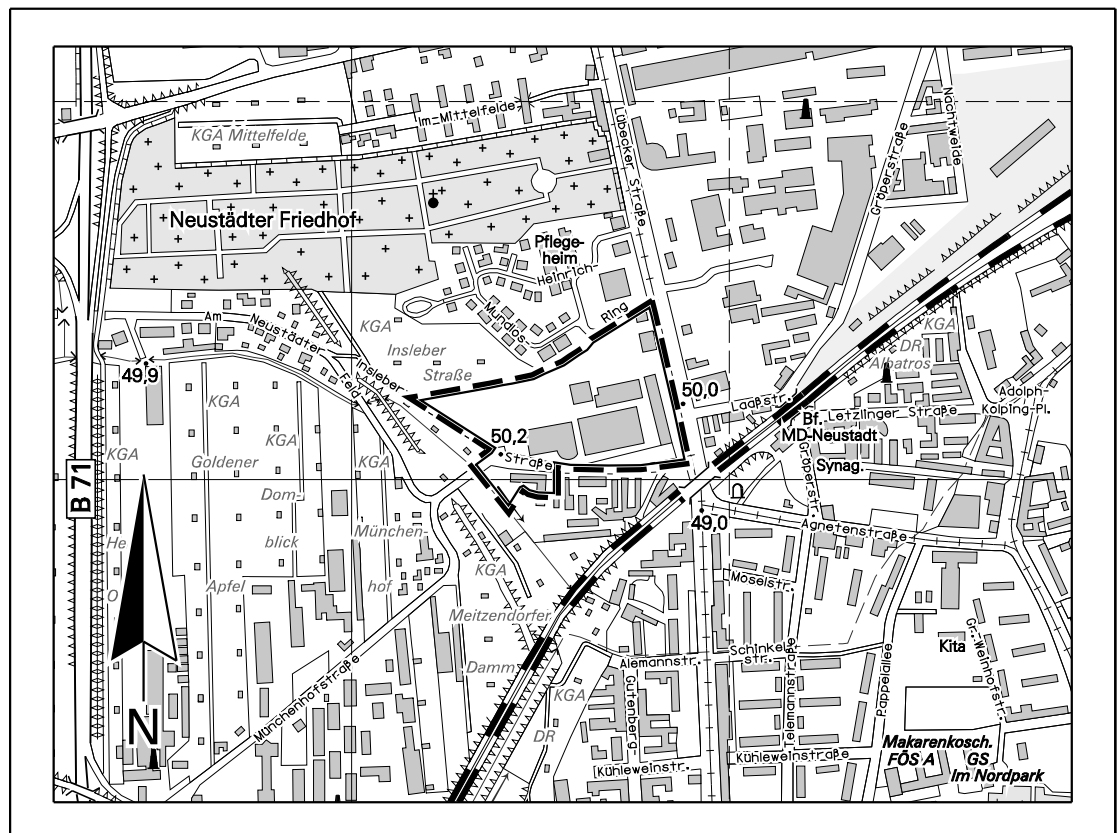 KGA Mittelfelde
Im-Mittelfelde
Lübecker Straße
Gröperstraße
Nachtweide
Neustädter Friedhof
Pflege-
heim
Heinrich-
Mundlos-
Ring
Am
Neustädter
Feld
Insleber
Straße
KGA
Insleber
Straße
49,9
50,2
50,0
49,0
KGA
DR
Albatros
Laaßstr.
Letzlinger Straße
Adolph-
Kolping-Pl.
Bf.
MD-Neustadt
Synag.
Gröperstr.
Agnetenstraße
B 71
KGA
KGA
Goldener
Apfel
KGA
Dom-
blick
KGA
München-
hof
He
O
KGA
Meitzendorfer
Damm
KGA
DR
Münchenhofstraße
N
Möselstr.
Alemannstr.
Schinkel-
str.
Gutenberg-
Telemannstraße
Pappelallee
Kita
Gr. Weinhofstr.
Kühleweinstr.
Kühleweinstraße
Makarenkosch.
FÖS A
GS
Im Nordpark